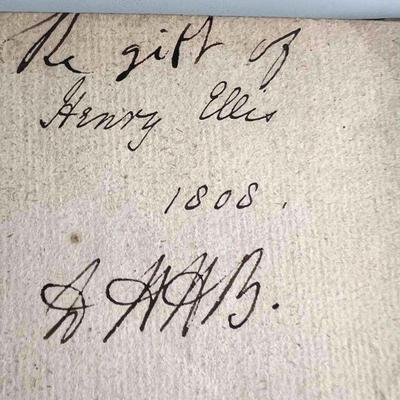 The gift of
Henry Ellis
1808.
D. H H B.